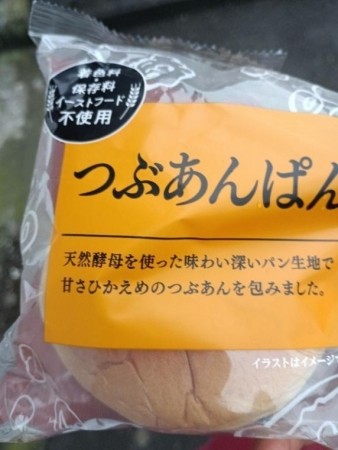 着色料
保存料
イーストフード
不使用
つぶあんぱん
天然酵母を使った味わい深いパン生地で
甘さひかえめのつぶあんを包みました。
イラストはイメージで